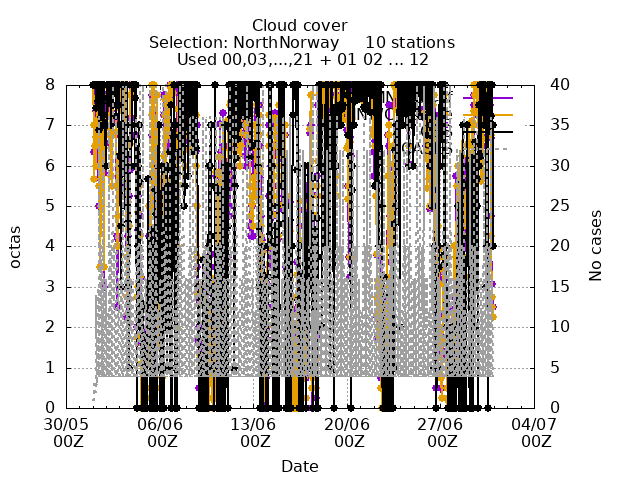 Cloud cover
Selection: NorthNorway 10 stations
Used 00,03,...,21 + 01 02 ... 12
8 40
7 35
6 30
5 25
4 20
3 15
2 10
1 5
0 0
octas
No cases
30/05 06/06 13/06 20/06 27/06 04/07
00Z 00Z 00Z 00Z 00Z 00Z
Date